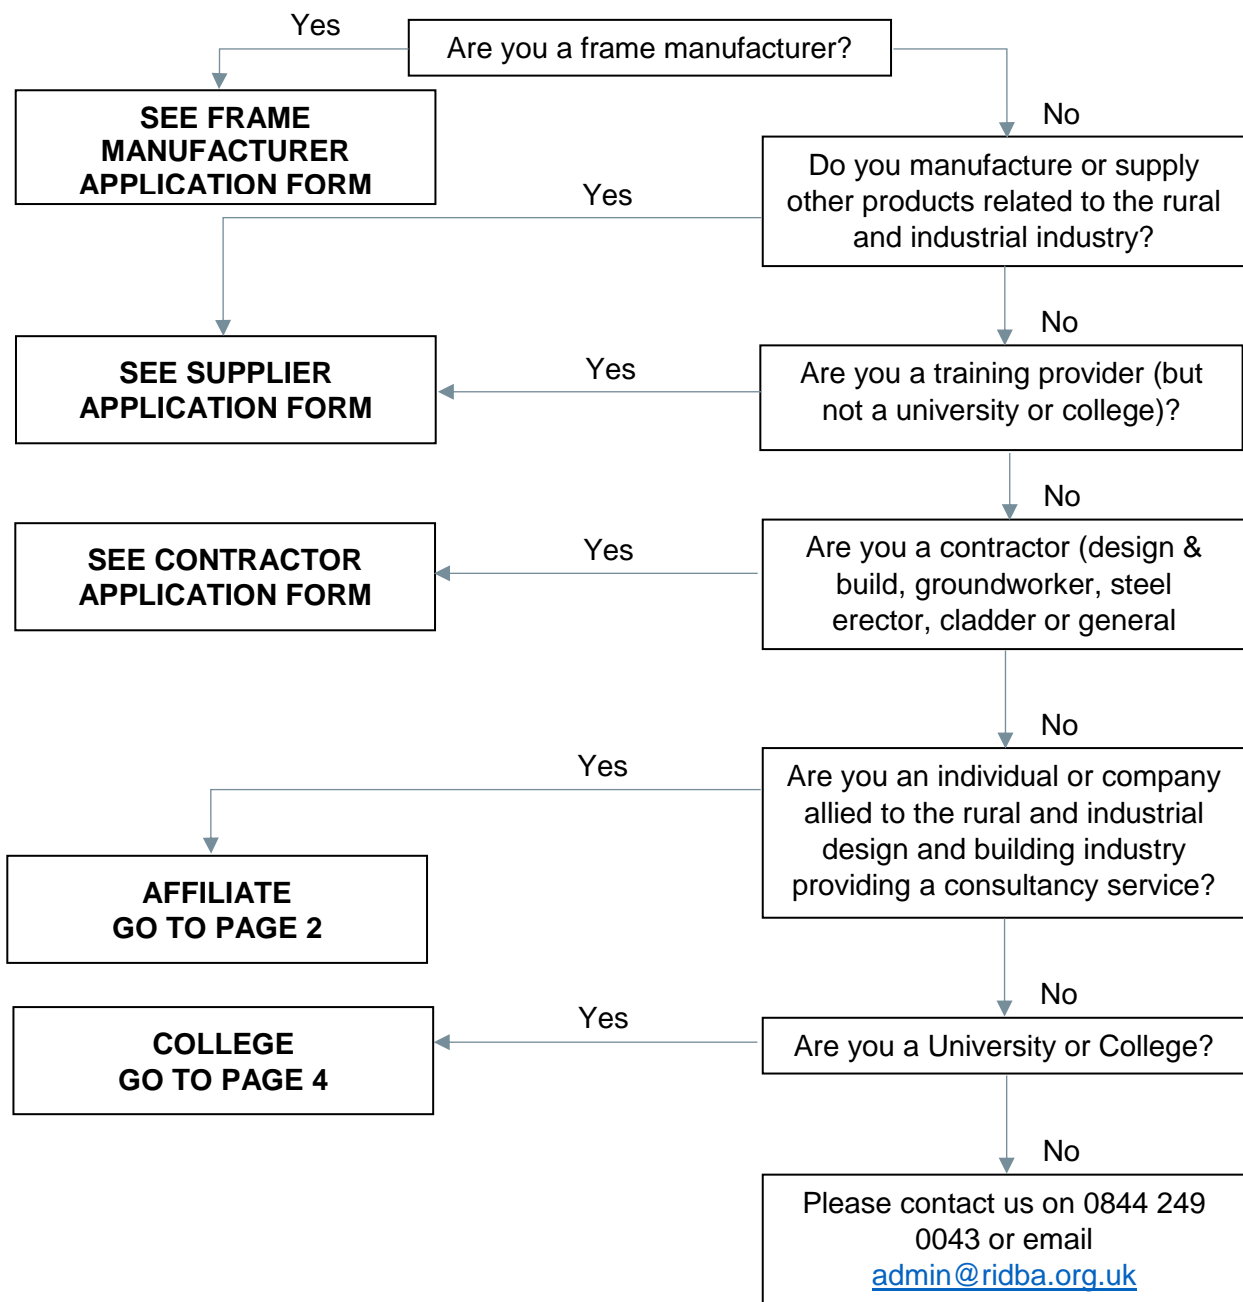 Yes
Are you a frame manufacturer?
No
SEE FRAME
MANUFACTURER
APPLICATION FORM
Do you manufacture or supply
other products related to the rural
and industrial industry?
Yes
No
SEE SUPPLIER
APPLICATION FORM
Yes
Are you a training provider (but
not a university or college)?
No
SEE CONTRACTOR
APPLICATION FORM
Yes
Are you a contractor (design &
build, groundworker, steel
erector, cladder or general
No
Yes
Are you an individual or company
allied to the rural and industrial
design and building industry
providing a consultancy service?
AFFILIATE
GO TO PAGE 2
No
COLLEGE
GO TO PAGE 4
Yes
Are you a University or College?
No
Please contact us on 0844 249
0043 or email
admin@ridba.org.uk